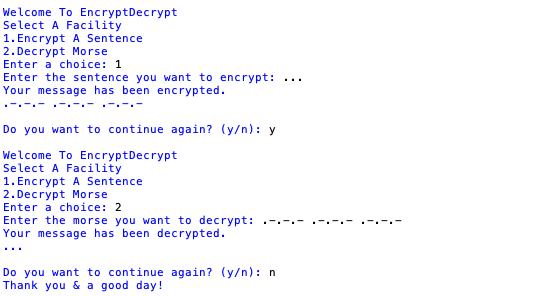 Welcome To EncryptDecrypt
Select A Facility
1.Encrypt A Sentence
2.Decrypt Morse
Enter a choice: 1
Enter the sentence you want to encrypt: ...
Your message has been encrypted.
.-.-.- .-.-.- .-.-.-
Do you want to continue again? (y/n): y
Welcome To EncryptDecrypt
Select A Facility
1.Encrypt A Sentence
2.Decrypt Morse
Enter a choice: 2
Enter the morse you want to decrypt: .-.-.- .-.-.- .-.-.-
Your message has been decrypted.
...
Do you want to continue again? (y/n): n
Thank you & a good day!